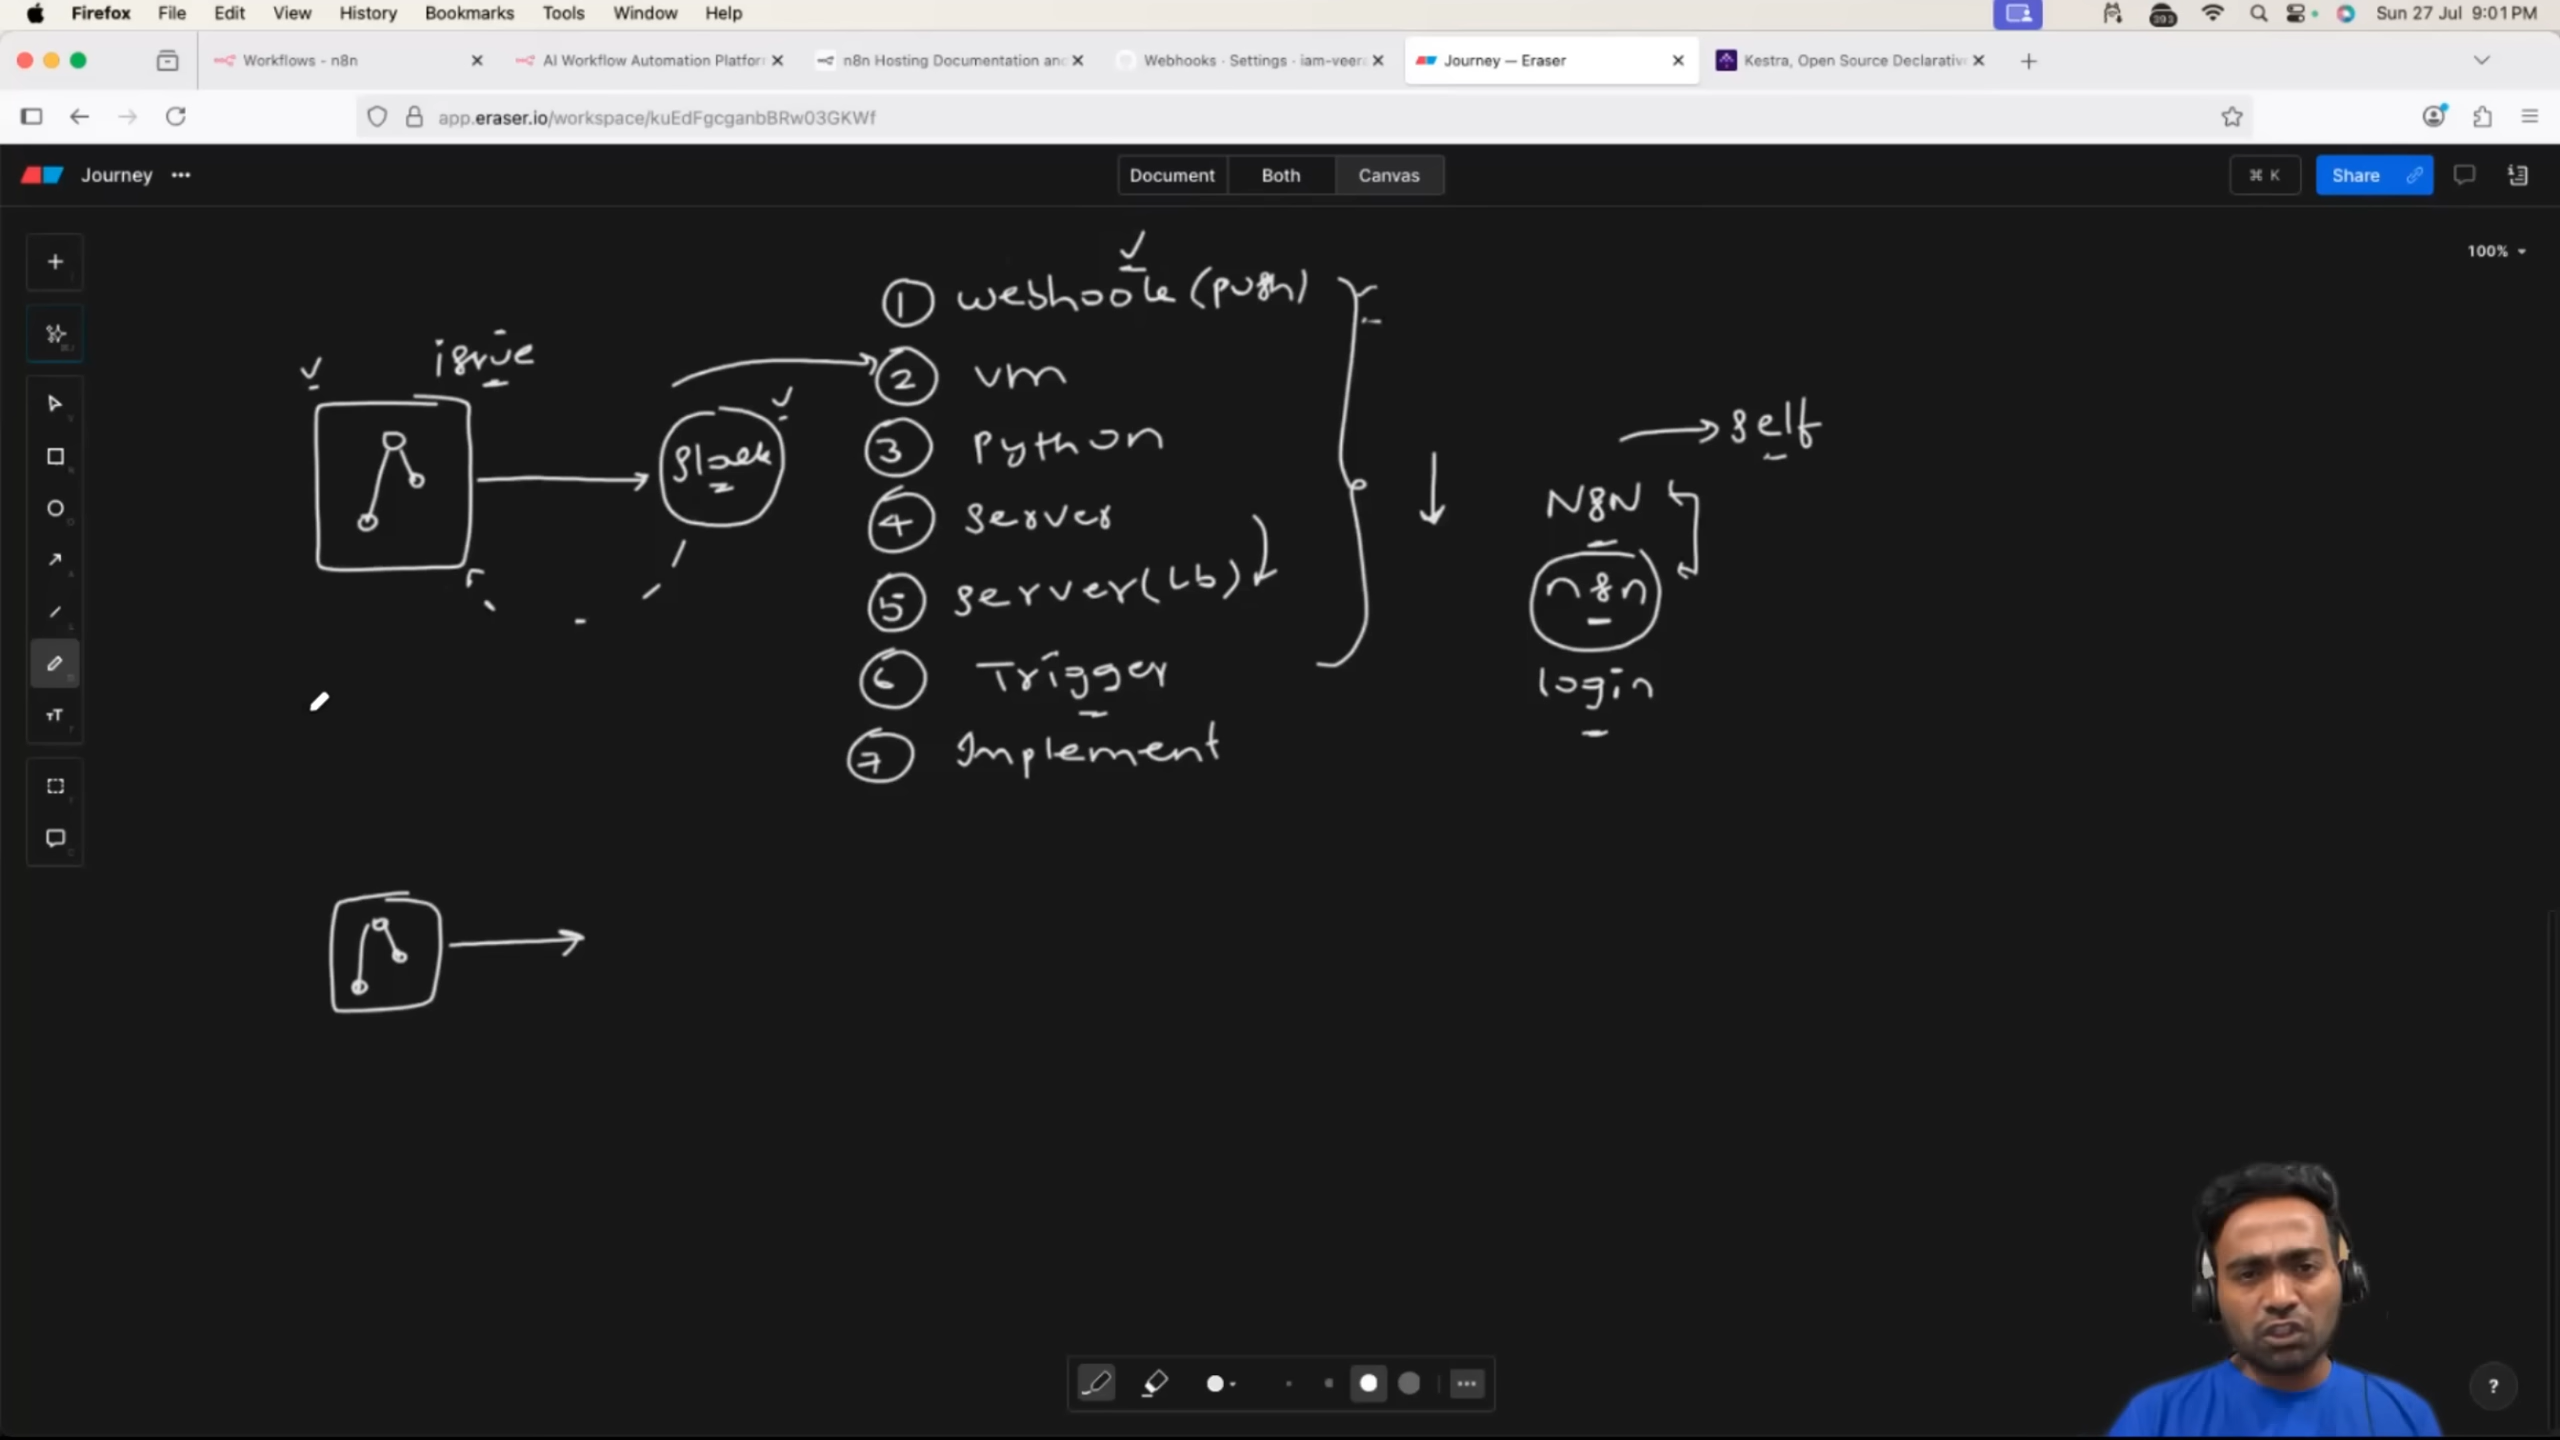 Firefox File Edit View History Bookmarks Tools Window Help Sun 27 Jul 9:01 PM
Workflows - n8n
AI Workflow Automation Platfor
n8n Hosting Documentation and
Webhooks · Settings · iam-veer
Journey — Eraser
Kestra, Open Source Declarativ
app.eraser.io/workspace/kuEdFgcganbBRw03GKWf
Journey
Document Both Canvas
⌘ K
Share
100%
issue
slack
1 webhook (push)
2 vm
3 python
4 server
5 server(Lb)
6 Trigger
7 Implement
self
N8N
n8n
login
?